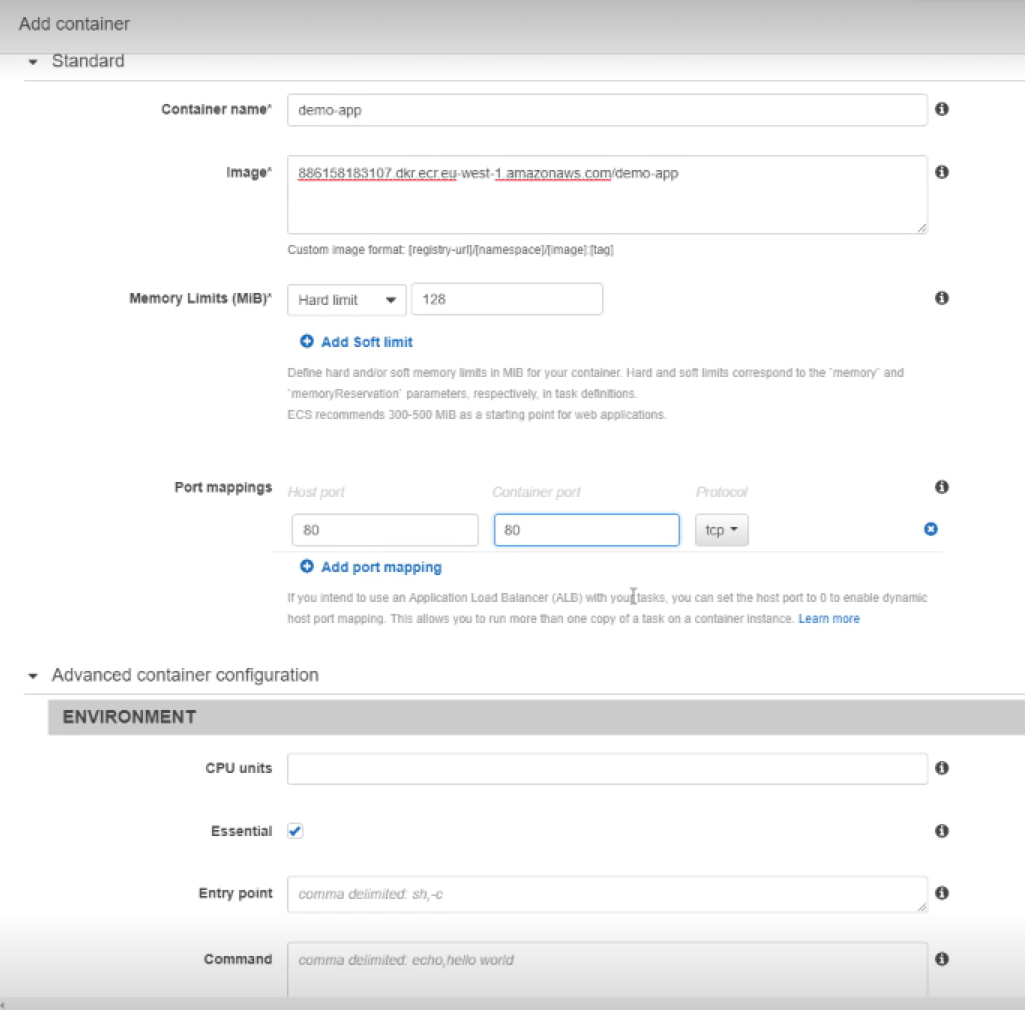 Add container
Standard
Container name*
demo-app
Image*
886158183107.dkr.ecr.eu-west-1.amazonaws.com/demo-app
Custom image format: [registry-url]/[namespace]/[image]:[tag]
Memory Limits (MiB)*
Hard limit
128
Add Soft limit
Define hard and/or soft memory limits in MiB for your container. Hard and soft limits correspond to the `memory` and
`memoryReservation` parameters, respectively, in task definitions.
ECS recommends 300-500 MiB as a starting point for web applications.
Port mappings
Host port
Container port
Protocol
80
80
tcp
Add port mapping
If you intend to use an Application Load Balancer (ALB) with your tasks, you can set the host port to 0 to enable dynamic
host port mapping. This allows you to run more than one copy of a task on a container instance. Learn more
Advanced container configuration
ENVIRONMENT
CPU units
Essential
Entry point
comma delimited: sh,-c
Command
comma delimited: echo,hello world